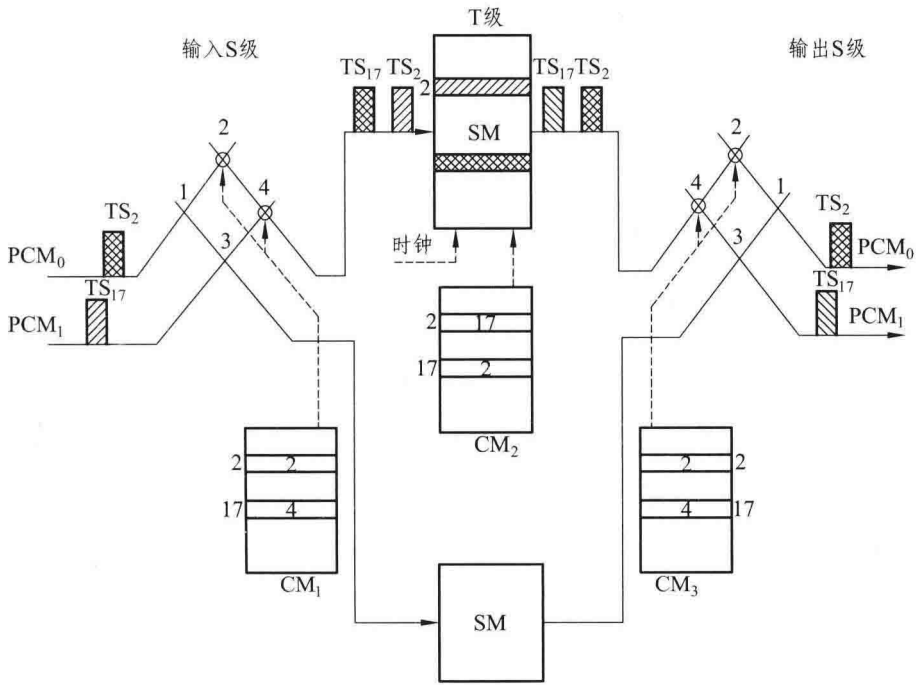 T级
输入S级
输出S级
TS₁₇ TS₂
TS₁₇ TS₂
2
SM
2
1
4
3
2
4
1
3
TS₂
PCM₀
TS₁₇
PCM₁
TS₂
PCM₀
TS₁₇
PCM₁
时钟
2 17
17 2
CM₂
2 2
17 4
CM₁
2 2
4 17
CM₃
SM